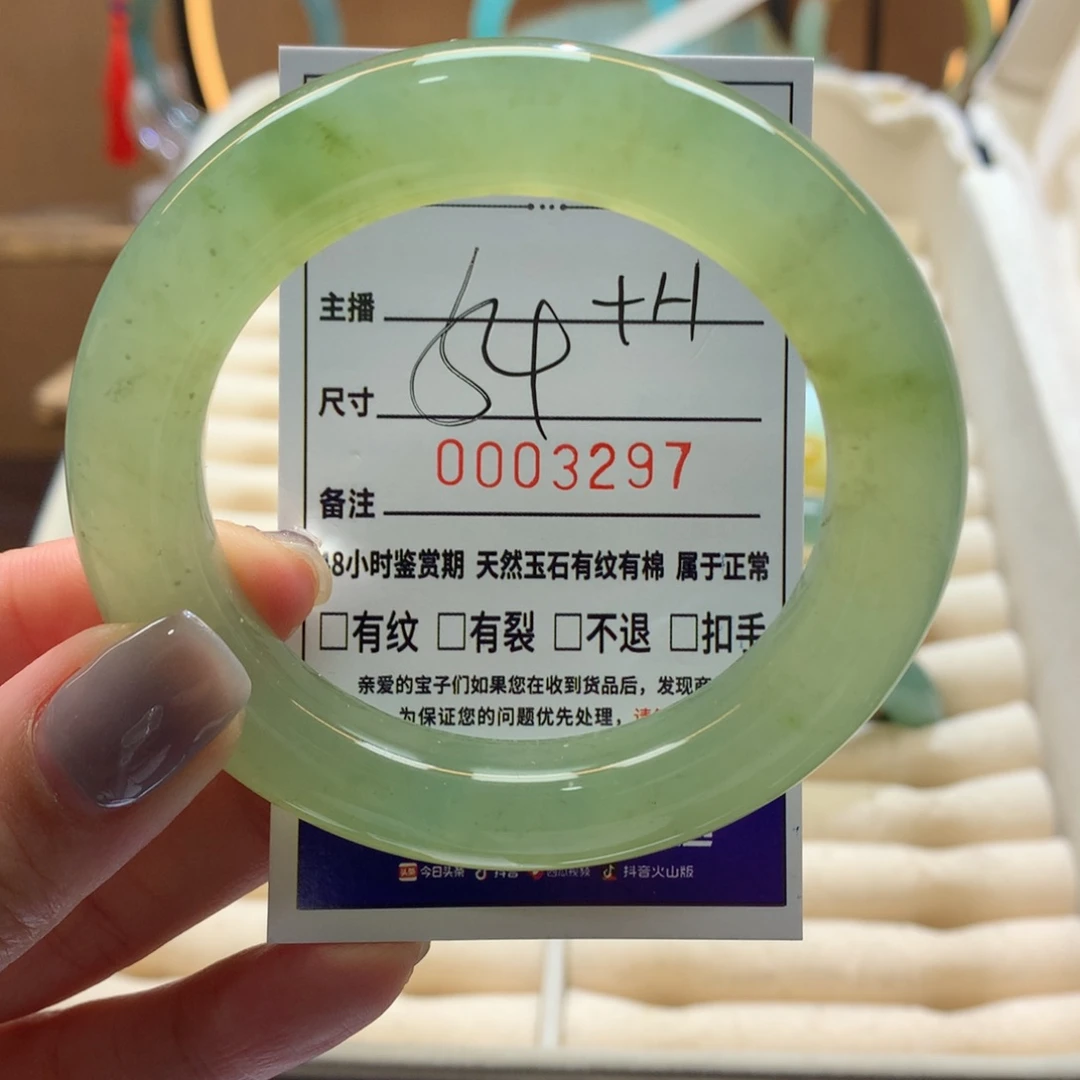 主播
54+H
尺寸
0003297
备注
8小时鉴赏期 天然玉石有纹有棉 属于正常
□有纹 □有裂 □不退 □扣手
亲爱的宝子们如果您在收到货品后，发现商
为保证您的问题优先处理，请
今日头条 抖音 西瓜视频 抖音火山版